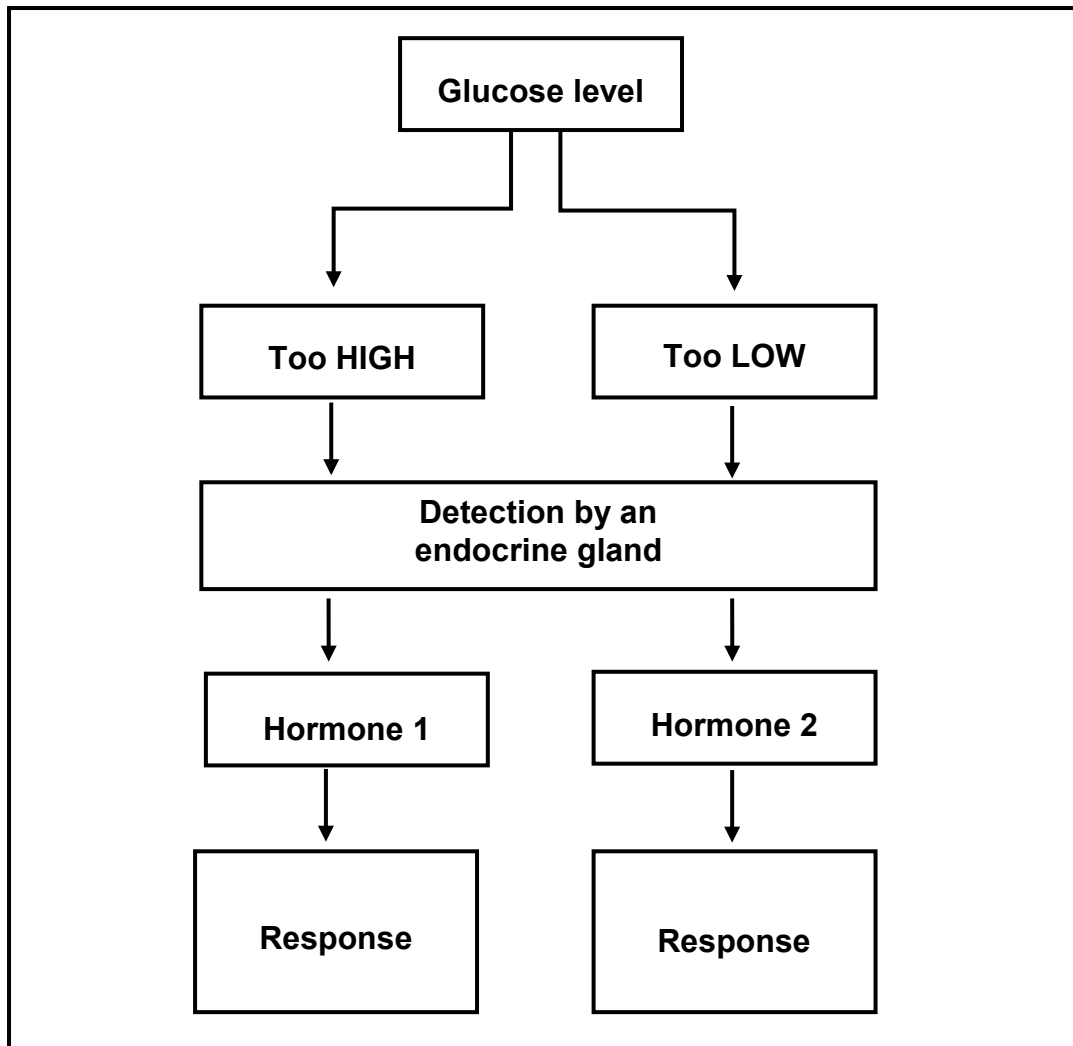 Glucose level
Too HIGH
Too LOW
Detection by an
endocrine gland
Hormone 1
Hormone 2
Response
Response